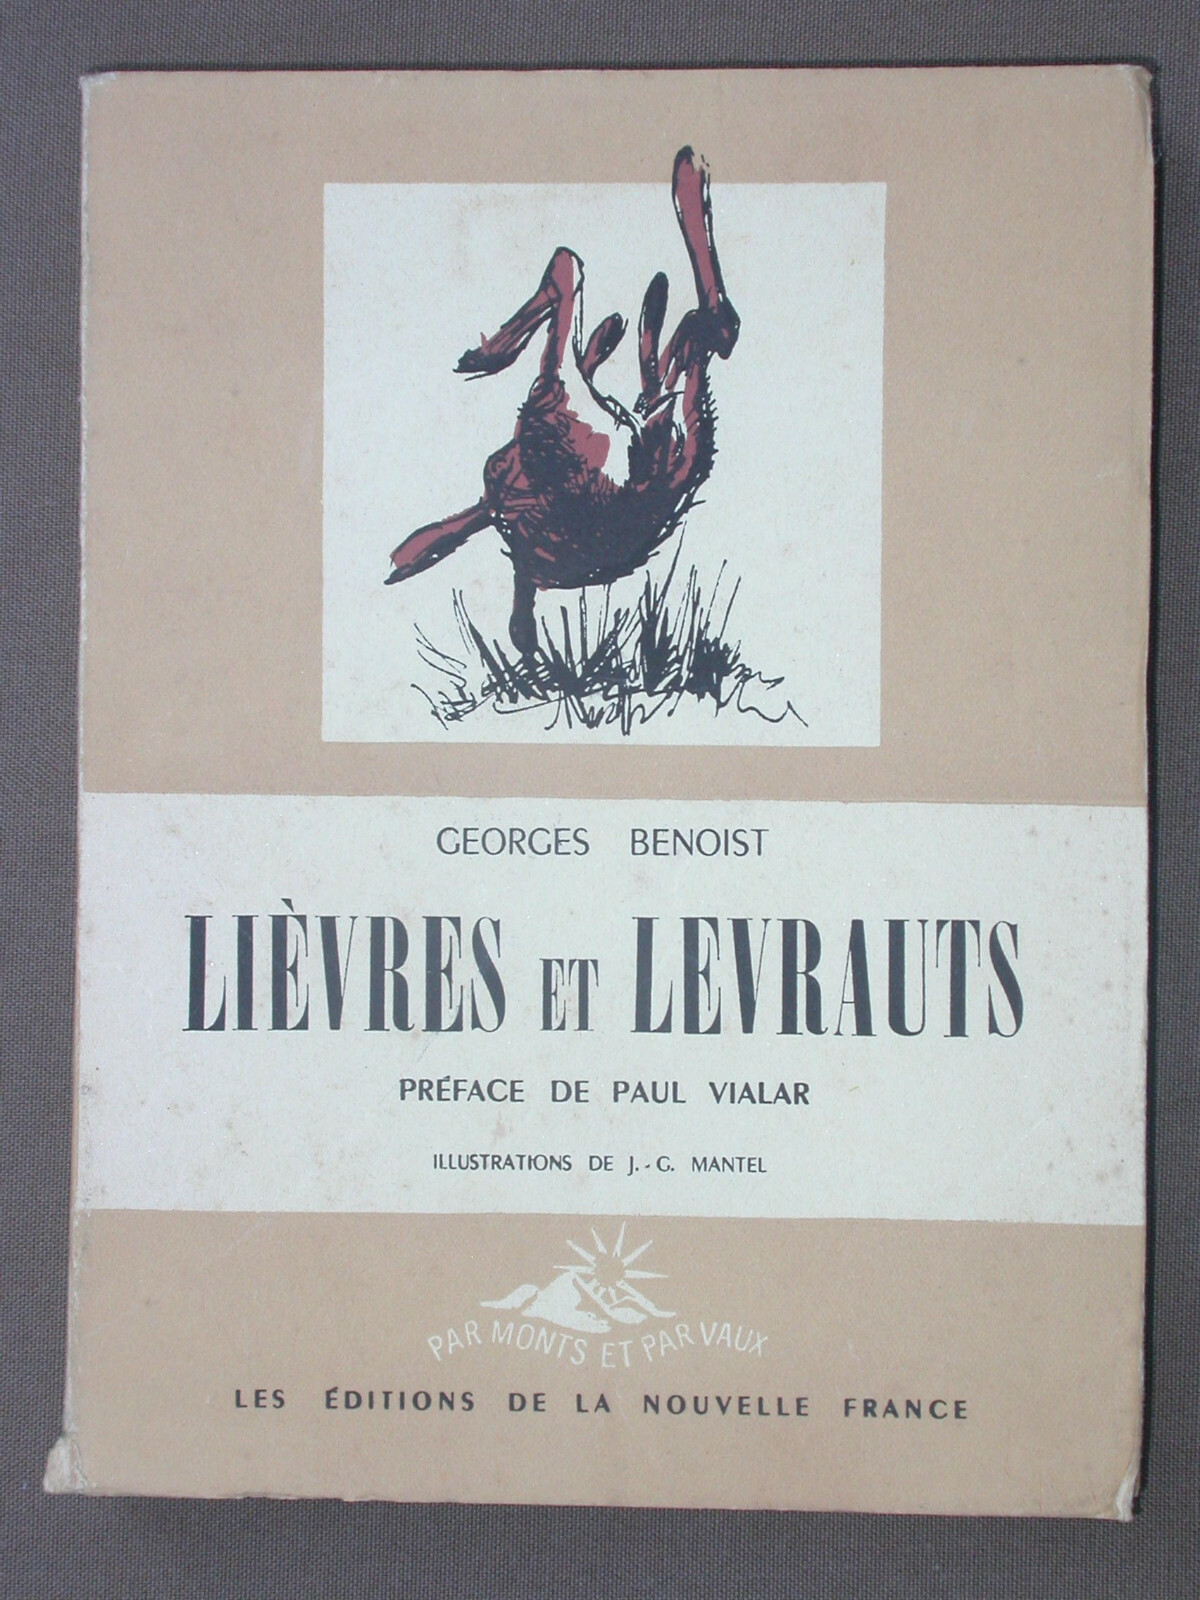 GEORGES BENOIST
LIÈVRES ET LEVRAUTS
PRÉFACE DE PAUL VIALAR
ILLUSTRATIONS DE J.-G. MANTEL
PAR MONTS ET PAR VAUX
LES ÉDITIONS DE LA NOUVELLE FRANCE